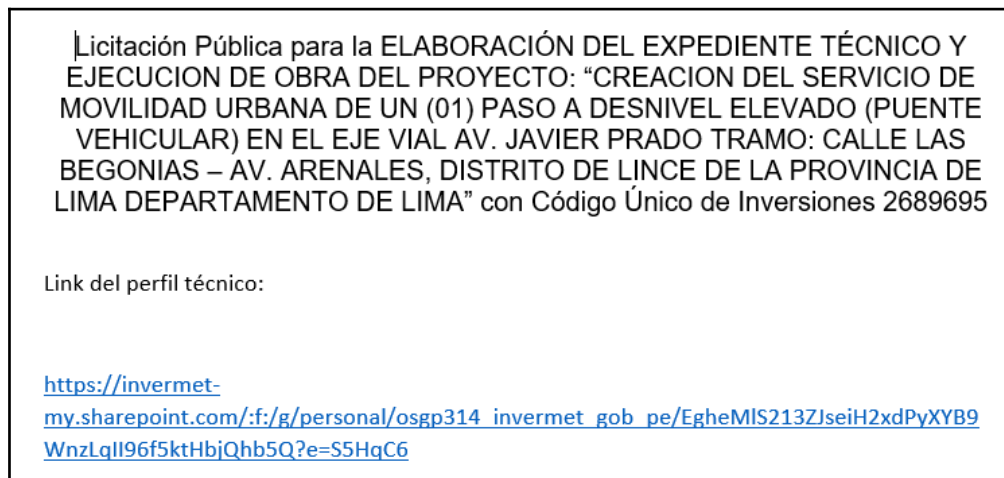 Licitación Pública para la ELABORACIÓN DEL EXPEDIENTE TÉCNICO Y
EJECUCION DE OBRA DEL PROYECTO: “CREACION DEL SERVICIO DE
MOVILIDAD URBANA DE UN (01) PASO A DESNIVEL ELEVADO (PUENTE
VEHICULAR) EN EL EJE VIAL AV. JAVIER PRADO TRAMO: CALLE LAS
BEGONIAS – AV. ARENALES, DISTRITO DE LINCE DE LA PROVINCIA DE
LIMA DEPARTAMENTO DE LIMA” con Código Único de Inversiones 2689695
Link del perfil técnico:
https://invermet-
my.sharepoint.com/:f:/g/personal/osgp314_invermet_gob_pe/EgheMlS213ZJseiH2xdPyXYB9
WnzLqII96f5ktHbjQhb5Q?e=S5HqC6